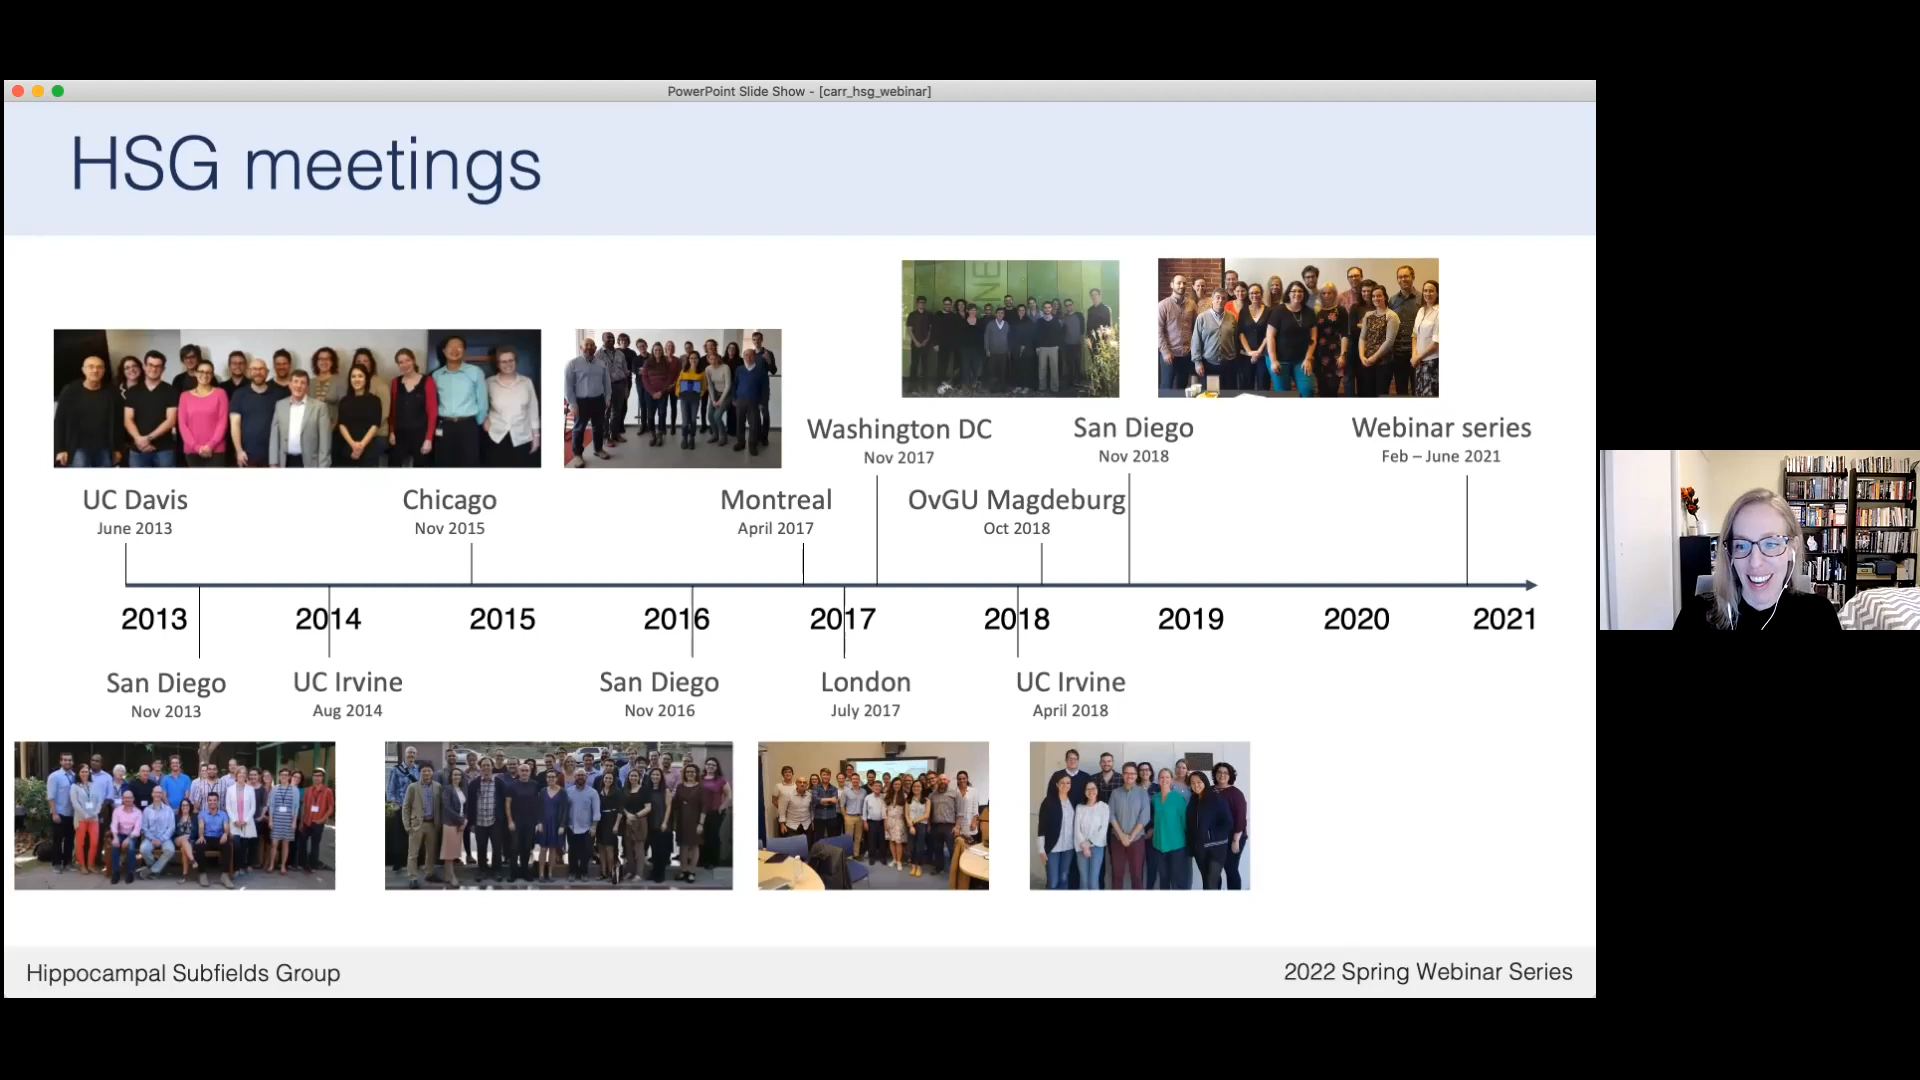 PowerPoint Slide Show - [carr_hsg_webinar]
HSG meetings
NE
Washington DC
Nov 2017
San Diego
Nov 2018
Webinar series
Feb – June 2021
UC Davis
June 2013
Chicago
Nov 2015
Montreal
April 2017
OvGU Magdeburg
Oct 2018
2013 2014 2015 2016 2017 2018 2019 2020 2021
San Diego
Nov 2013
UC Irvine
Aug 2014
San Diego
Nov 2016
London
July 2017
UC Irvine
April 2018
Hippocampal Subfields Group
2022 Spring Webinar Series